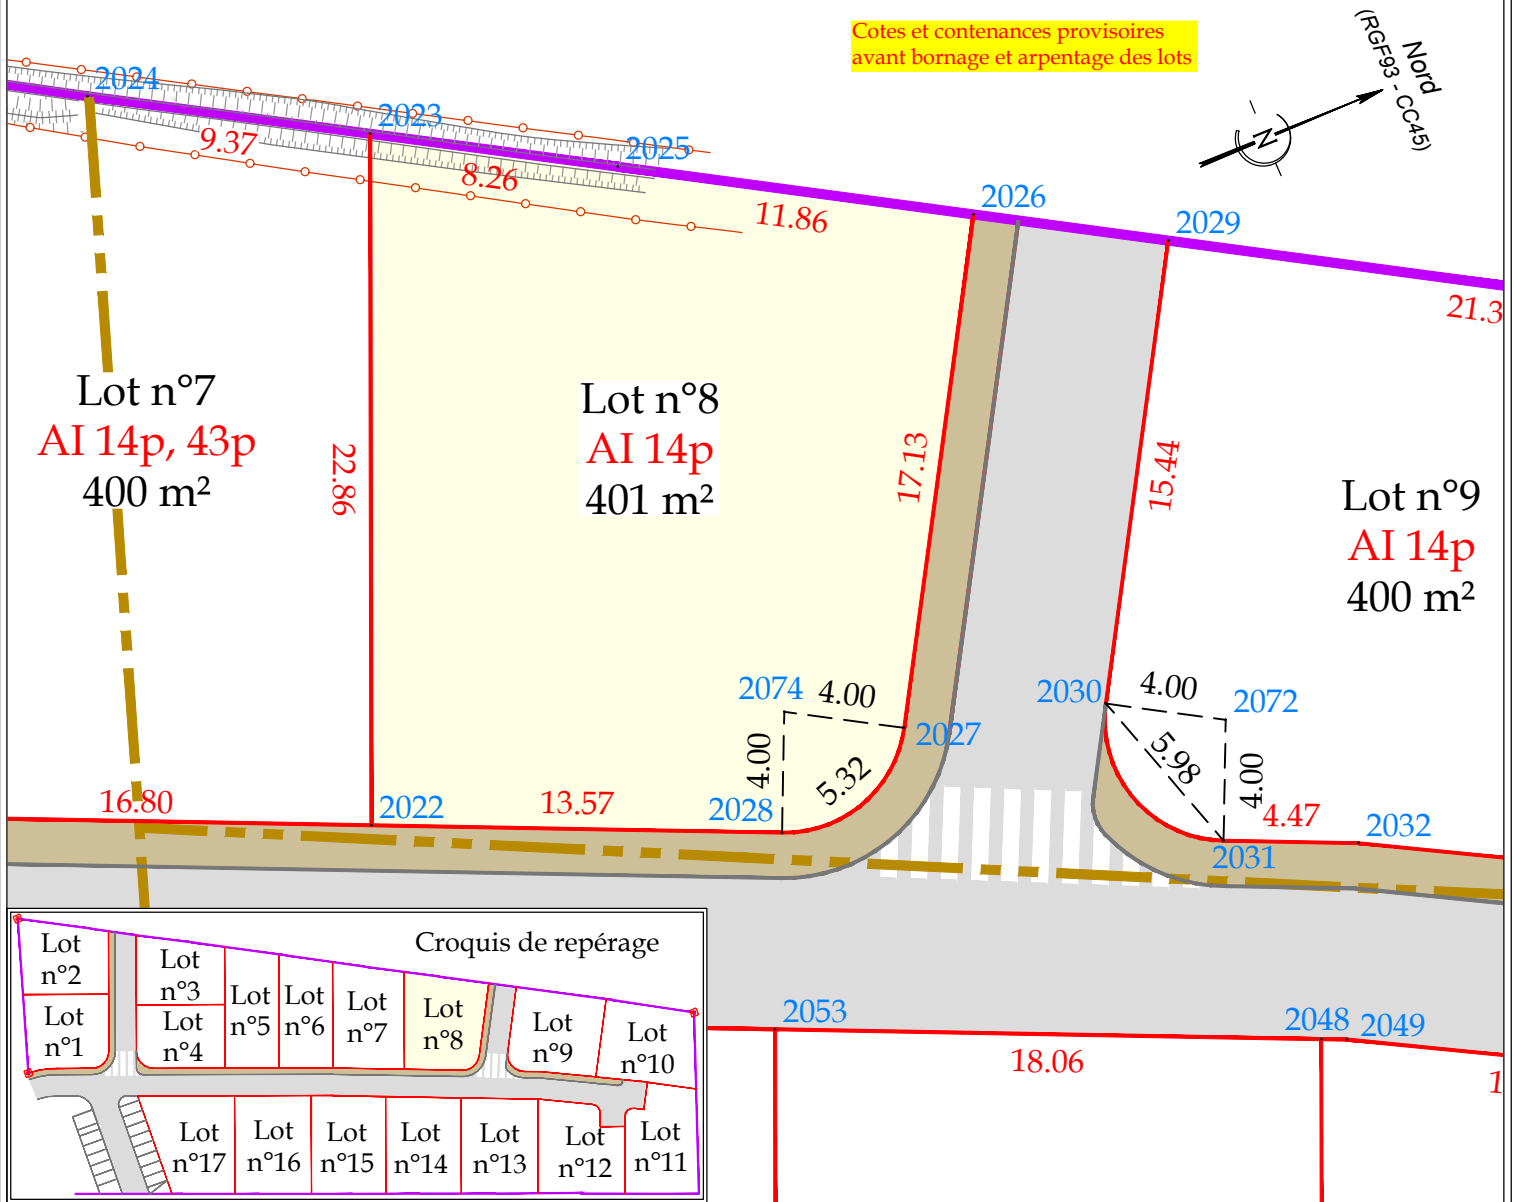 Cotes et contenances provisoires
avant bornage et arpentage des lots
Nord
(RGF93 - CC45)
N
2024
2023
2025
2026
2029
9.37
8.26
11.86
21.3
Lot n°7
AI 14p, 43p
400 m²
22.86
Lot n°8
AI 14p
401 m²
17.13
15.44
Lot n°9
AI 14p
400 m²
2074
4.00
2027
4.00
5.32
2030
4.00
2072
5.98
4.00
16.80
2022
13.57
2028
4.47
2032
2031
2053
2048
2049
18.06
1
Croquis de repérage
Lot
n°2
Lot
n°1
Lot
n°3
Lot
n°4
Lot
n°5
Lot
n°6
Lot
n°7
Lot
n°8
Lot
n°9
Lot
n°10
Lot
n°17
Lot
n°16
Lot
n°15
Lot
n°14
Lot
n°13
Lot
n°12
Lot
n°11